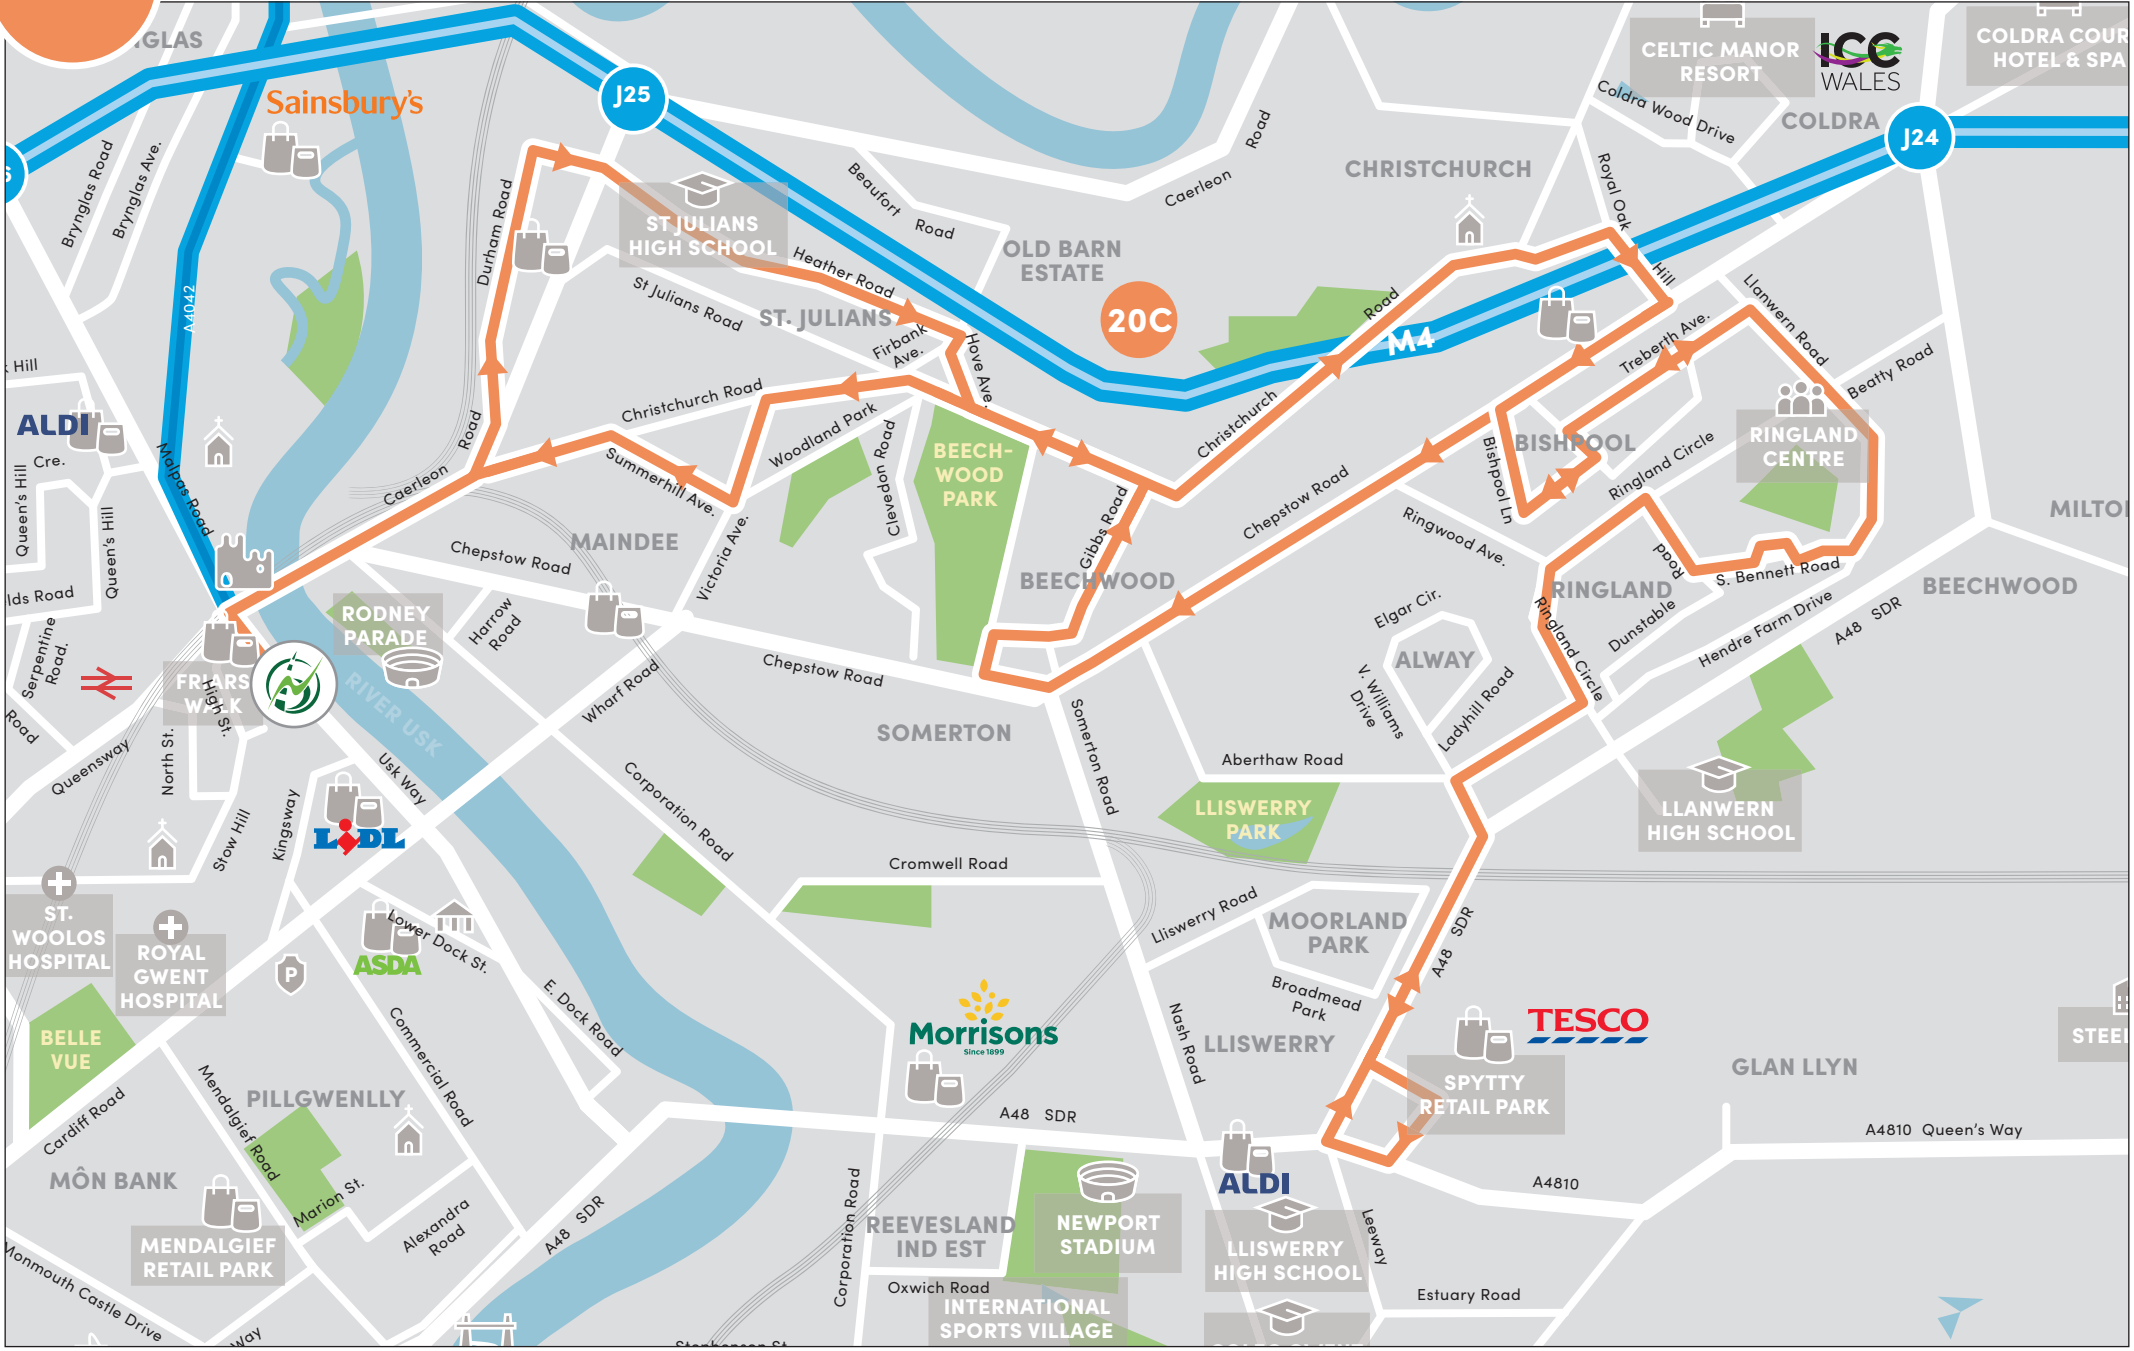 CELTIC MANOR
RESORT
ICC
WALES
COLDRA COUR
HOTEL & SPA
COLDRA
J24
J25
Sainsbury's
Brynglas Road
Brynglas Ave.
A4042
Durham Road
ST JULIANS
HIGH SCHOOL
Beaufort
Road
Caerleon
Road
CHRISTCHURCH
Coldra Wood Drive
Royal Oak
Hill
OLD BARN
ESTATE
Heather Road
St Julians Road
ST. JULIANS
Firbank
Ave.
Hove Ave.
20C
M4
Christchurch
Road
Treberth Ave.
Llanwern Road
Beatty Road
Hill
ALDI
Cre.
Queen's Hill
Queen's Hill
Malpas Road
Caerleon
Road
Christchurch Road
Summerhill Ave.
Woodland Park
Clevedon Road
BEECH-
WOOD
PARK
Gibbs Road
Chepstow Road
BISHPOOL
Bishpool Ln
Ringland Circle
RINGLAND
CENTRE
MAINDEE
Chepstow Road
Victoria Ave.
BEECHWOOD
Ringwood Ave.
RINGLAND
Road
S. Bennett Road
Dunstable
Hendre Farm Drive
A48 SDR
BEECHWOOD
lds Road
Serpentine
Road.
Road
RODNEY
PARADE
Harrow
Road
FRIARS
WALK
High St.
RIVER USK
Elgar Cir.
ALWAY
V. Williams
Drive
Ladyhill Road
Ringland Circle
Chepstow Road
Wharf Road
SOMERTON
Somerton Road
Aberthaw Road
Queensway
North St.
Usk Way
Corporation Road
LLISWERRY
PARK
LLANWERN
HIGH SCHOOL
Stow Hill
Kingsway
LIDL
Cromwell Road
Lliswerry Road
MOORLAND
PARK
A48 SDR
ST.
WOOLOS
HOSPITAL
ROYAL
GWENT
HOSPITAL
P
Lower Dock St.
ASDA
E. Dock Road
Morrisons
Since 1899
Broadmead
Park
Nash Road
LLISWERRY
TESCO
SPYTTY
RETAIL PARK
GLAN LLYN
BELLE
VUE
Cardiff Road
PILLGWENLLY
Mendalgief Road
Commercial Road
A48 SDR
A4810 Queen's Way
MÔN BANK
Marion St.
Alexandra
Road
A48 SDR
MENDALGIEF
RETAIL PARK
Monmouth Castle Drive
Way
Corporation Road
REEVESLAND
IND EST
NEWPORT
STADIUM
ALDI
LLISWERRY
HIGH SCHOOL
Leeway
A4810
Oxwich Road
INTERNATIONAL
SPORTS VILLAGE
Estuary Road